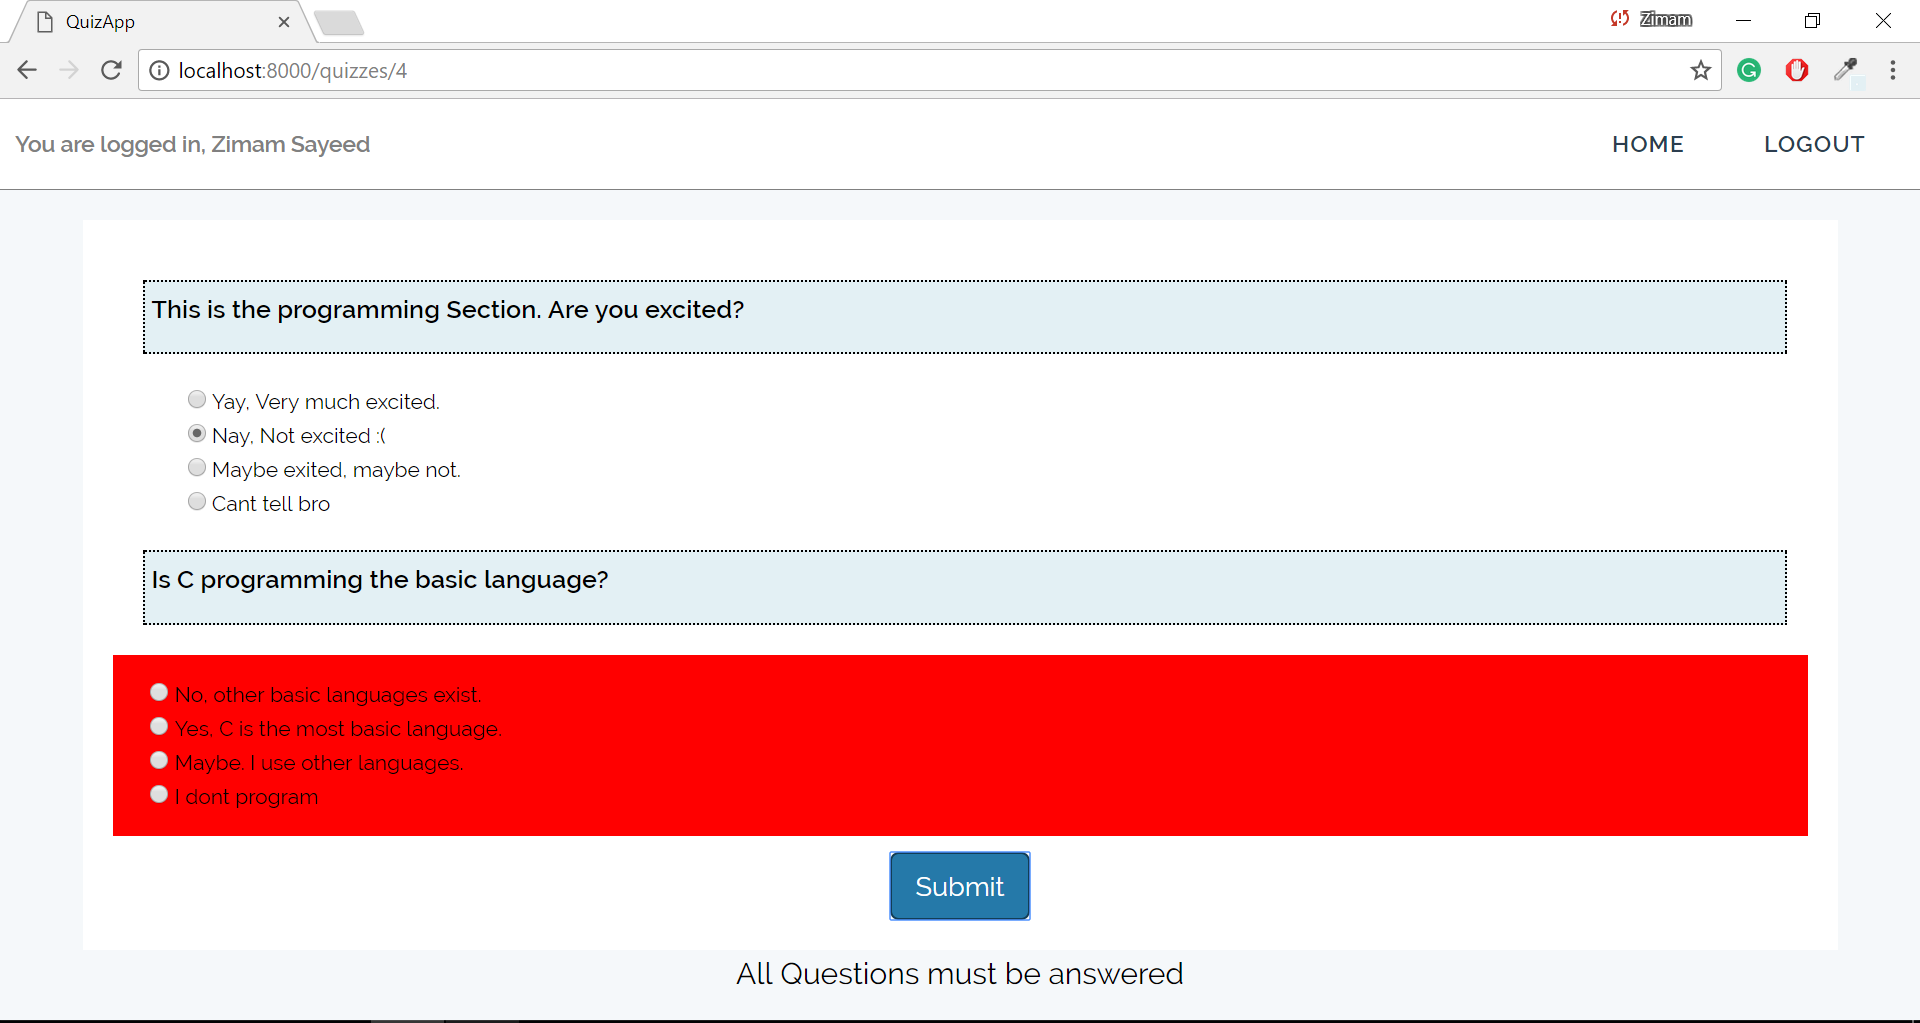 QuizApp
Zimam
localhost:8000/quizzes/4
You are logged in, Zimam Sayeed
HOME
LOGOUT
This is the programming Section. Are you excited?
Yay, Very much excited.
Nay, Not excited :(
Maybe exited, maybe not.
Cant tell bro
Is C programming the basic language?
No, other basic languages exist.
Yes, C is the most basic language.
Maybe. I use other languages.
I dont program
Submit
All Questions must be answered